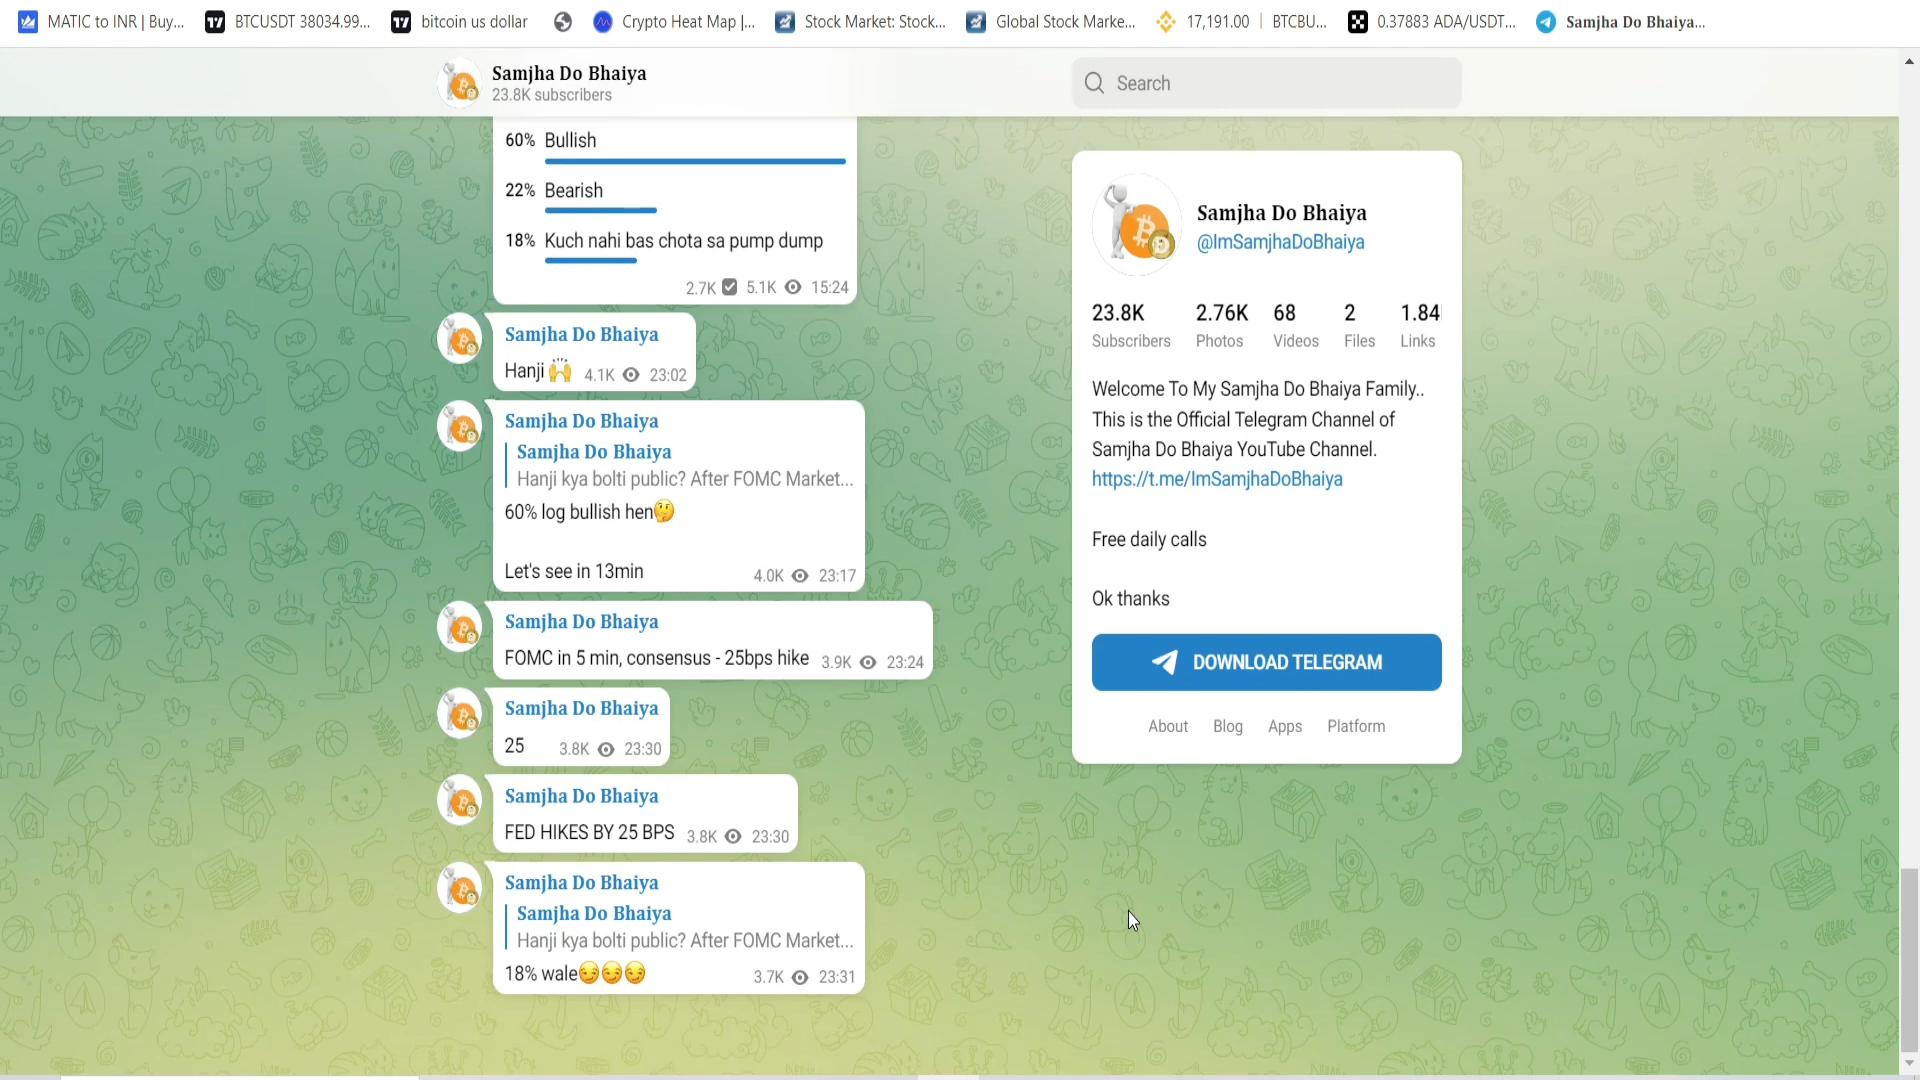 MATIC to INR | Buy...
BTCUSDT 38034.99...
bitcoin us dollar
Crypto Heat Map |...
Stock Market: Stock...
Global Stock Marke...
17,191.00 | BTCBU...
0.37883 ADA/USDT...
Samjha Do Bhaiya...
Samjha Do Bhaiya
23.8K subscribers
Search
60% Bullish
22% Bearish
18% Kuch nahi bas chota sa pump dump
2.7K 5.1K 15:24
Samjha Do Bhaiya
Hanji🙌 4.1K 23:02
Samjha Do Bhaiya
Samjha Do Bhaiya
Hanji kya bolti public? After FOMC Market...
60% log bullish hen🤔
Let's see in 13min 4.0K 23:17
Samjha Do Bhaiya
FOMC in 5 min, consensus - 25bps hike 3.9K 23:24
Samjha Do Bhaiya
25 3.8K 23:30
Samjha Do Bhaiya
FED HIKES BY 25 BPS 3.8K 23:30
Samjha Do Bhaiya
Samjha Do Bhaiya
Hanji kya bolti public? After FOMC Market...
18% wale😏😏😏 3.7K 23:31
Samjha Do Bhaiya
@ImSamjhaDoBhaiya
23.8K 2.76K 68 2 1.84
Subscribers Photos Videos Files Links
Welcome To My Samjha Do Bhaiya Family..
This is the Official Telegram Channel of
Samjha Do Bhaiya YouTube Channel.
https://t.me/ImSamjhaDoBhaiya
Free daily calls
Ok thanks
DOWNLOAD TELEGRAM
About Blog Apps Platform